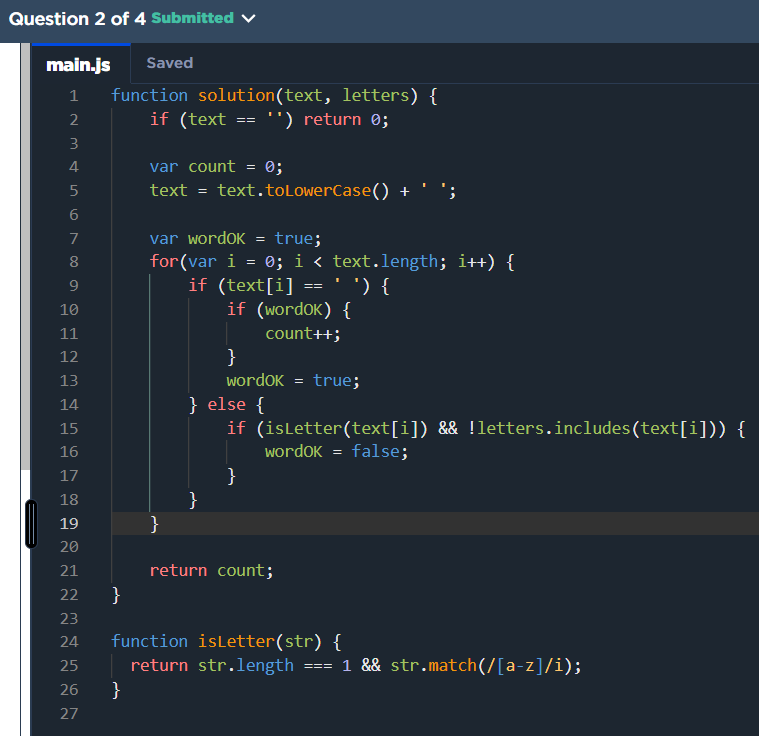 Question 2 of 4 Submitted
main.js Saved
1 function solution(text, letters) {
2     if (text == '') return 0;
3
4     var count = 0;
5     text = text.toLowerCase() + ' ';
6
7     var wordOK = true;
8     for(var i = 0; i < text.length; i++) {
9         if (text[i] == ' ') {
10             if (wordOK) {
11                 count++;
12             }
13             wordOK = true;
14         } else {
15             if (isLetter(text[i]) && !letters.includes(text[i])) {
16                 wordOK = false;
17             }
18         }
19     }
20
21     return count;
22 }
23
24 function isLetter(str) {
25   return str.length === 1 && str.match(/[a-z]/i);
26 }
27